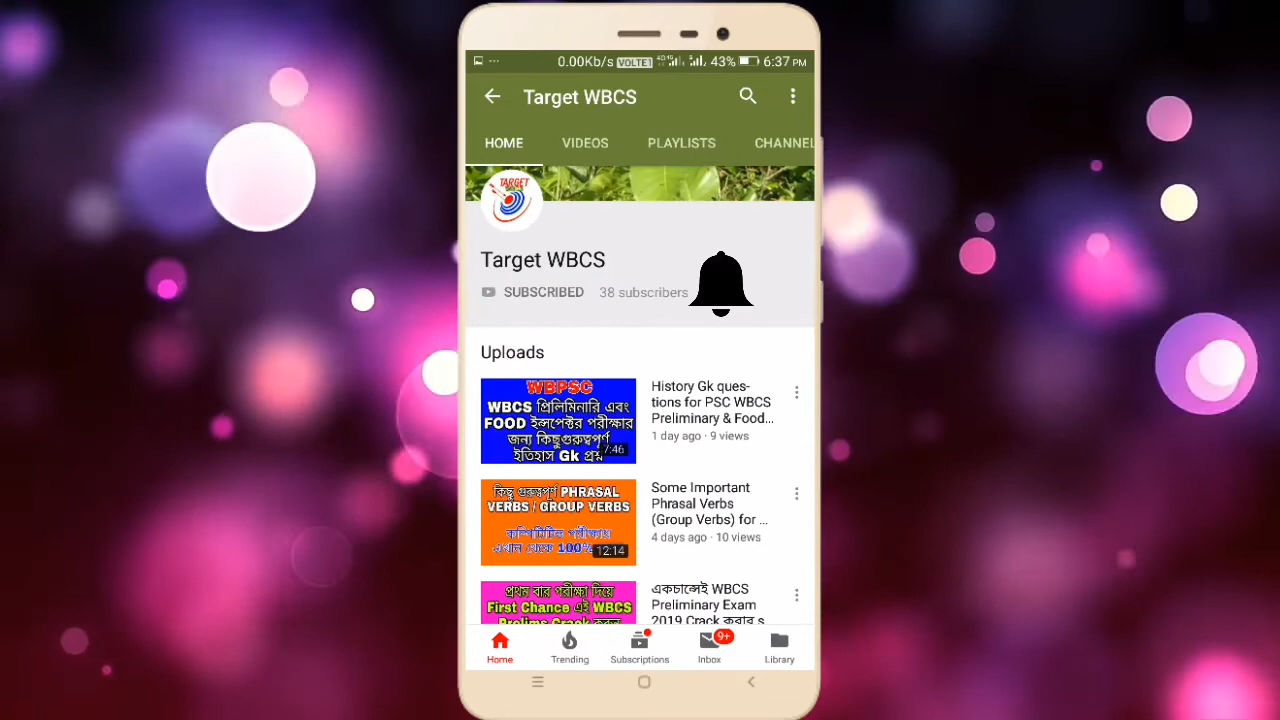 0.00Kb/s VOLTE1 43% 6:37 PM
Target WBCS
HOME VIDEOS PLAYLISTS CHANNEL
TARGET
Target WBCS
SUBSCRIBED 38 subscribers
Uploads
WBPSC
WBCS প্রিলিমিনারি এবং
FOOD ইন্সপেক্টর পরীক্ষার
জন্য কিছুগুরুত্বপূর্ণ
ইতিহাস Gk প্রশ্ন
7:46
History Gk ques-
tions for PSC WBCS
Preliminary & Food...
1 day ago · 9 views
কিছু গুরুত্বপূর্ণ PHRASAL
VERBS / GROUP VERBS
কম্পিটিটিভ পরীক্ষায়
এখান থেকে 100%
12:14
Some Important
Phrasal Verbs
(Group Verbs) for ...
4 days ago · 10 views
প্রথম বার পরীক্ষা দিয়ে
First Chance এই WBCS
Prelims Crack করুন
একচান্সেই WBCS
Preliminary Exam
2019 Crack করার s
9+
Home Trending Subscriptions Inbox Library